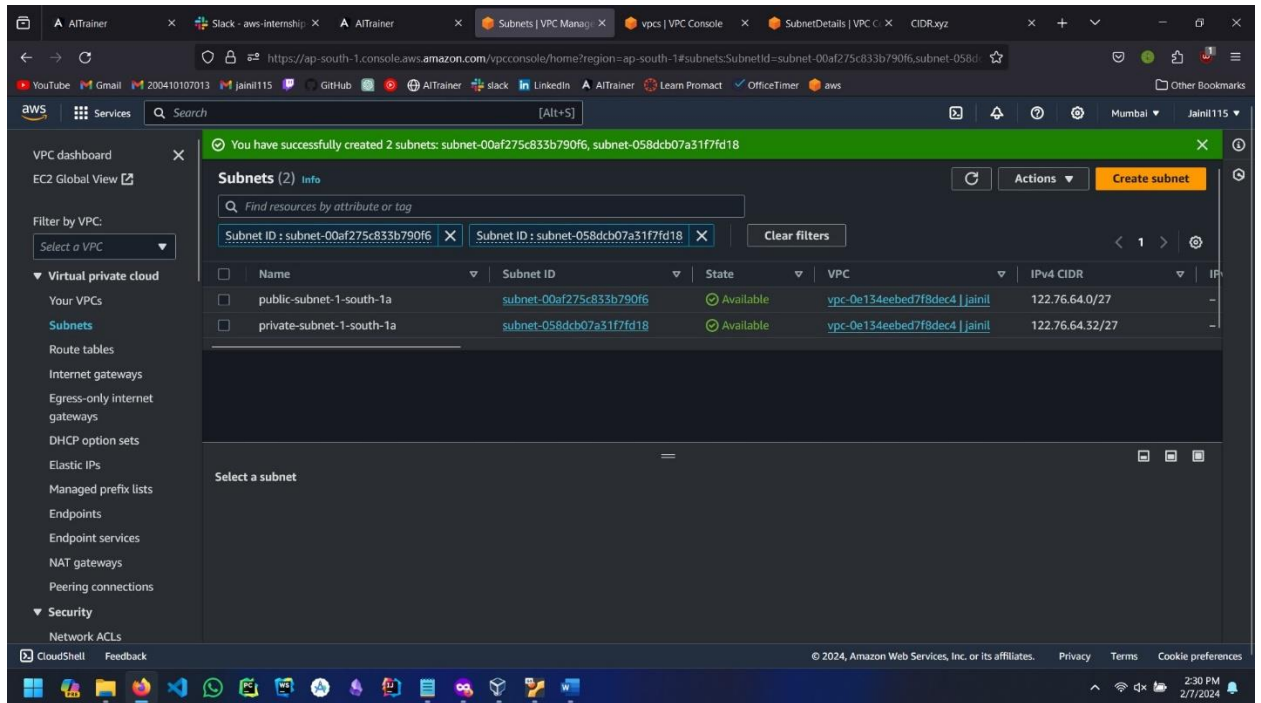 AITrainer × Slack - aws-internship × AITrainer × Subnets | VPC Manage × vpcs | VPC Console × SubnetDetails | VPC C × CIDR.xyz ×
https://ap-south-1.console.aws.amazon.com/vpcconsole/home?region=ap-south-1#subnets:SubnetId=subnet-00af275c833b790f6,subnet-058d
YouTube Gmail 200410107013 jainil115 GitHub AITrainer slack LinkedIn AITrainer Learn Promact OfficeTimer aws Other Bookmarks
aws Services Search [Alt+S] Mumbai Jainil115
VPC dashboard
EC2 Global View
Filter by VPC:
Select a VPC
Virtual private cloud
Your VPCs
Subnets
Route tables
Internet gateways
Egress-only internet
gateways
DHCP option sets
Elastic IPs
Managed prefix lists
Endpoints
Endpoint services
NAT gateways
Peering connections
Security
Network ACLs
You have successfully created 2 subnets: subnet-00af275c833b790f6, subnet-058dcb07a31f7fd18
Subnets (2) Info Actions Create subnet
Find resources by attribute or tag
Subnet ID : subnet-00af275c833b790f6 Subnet ID : subnet-058dcb07a31f7fd18 Clear filters
1
Name Subnet ID State VPC IPv4 CIDR
public-subnet-1-south-1a subnet-00af275c833b790f6 Available vpc-0e134eebed7f8dec4 | jainil 122.76.64.0/27 –
private-subnet-1-south-1a subnet-058dcb07a31f7fd18 Available vpc-0e134eebed7f8dec4 | jainil 122.76.64.32/27 –
Select a subnet
CloudShell Feedback © 2024, Amazon Web Services, Inc. or its affiliates. Privacy Terms Cookie preferences
2:30 PM
2/7/2024